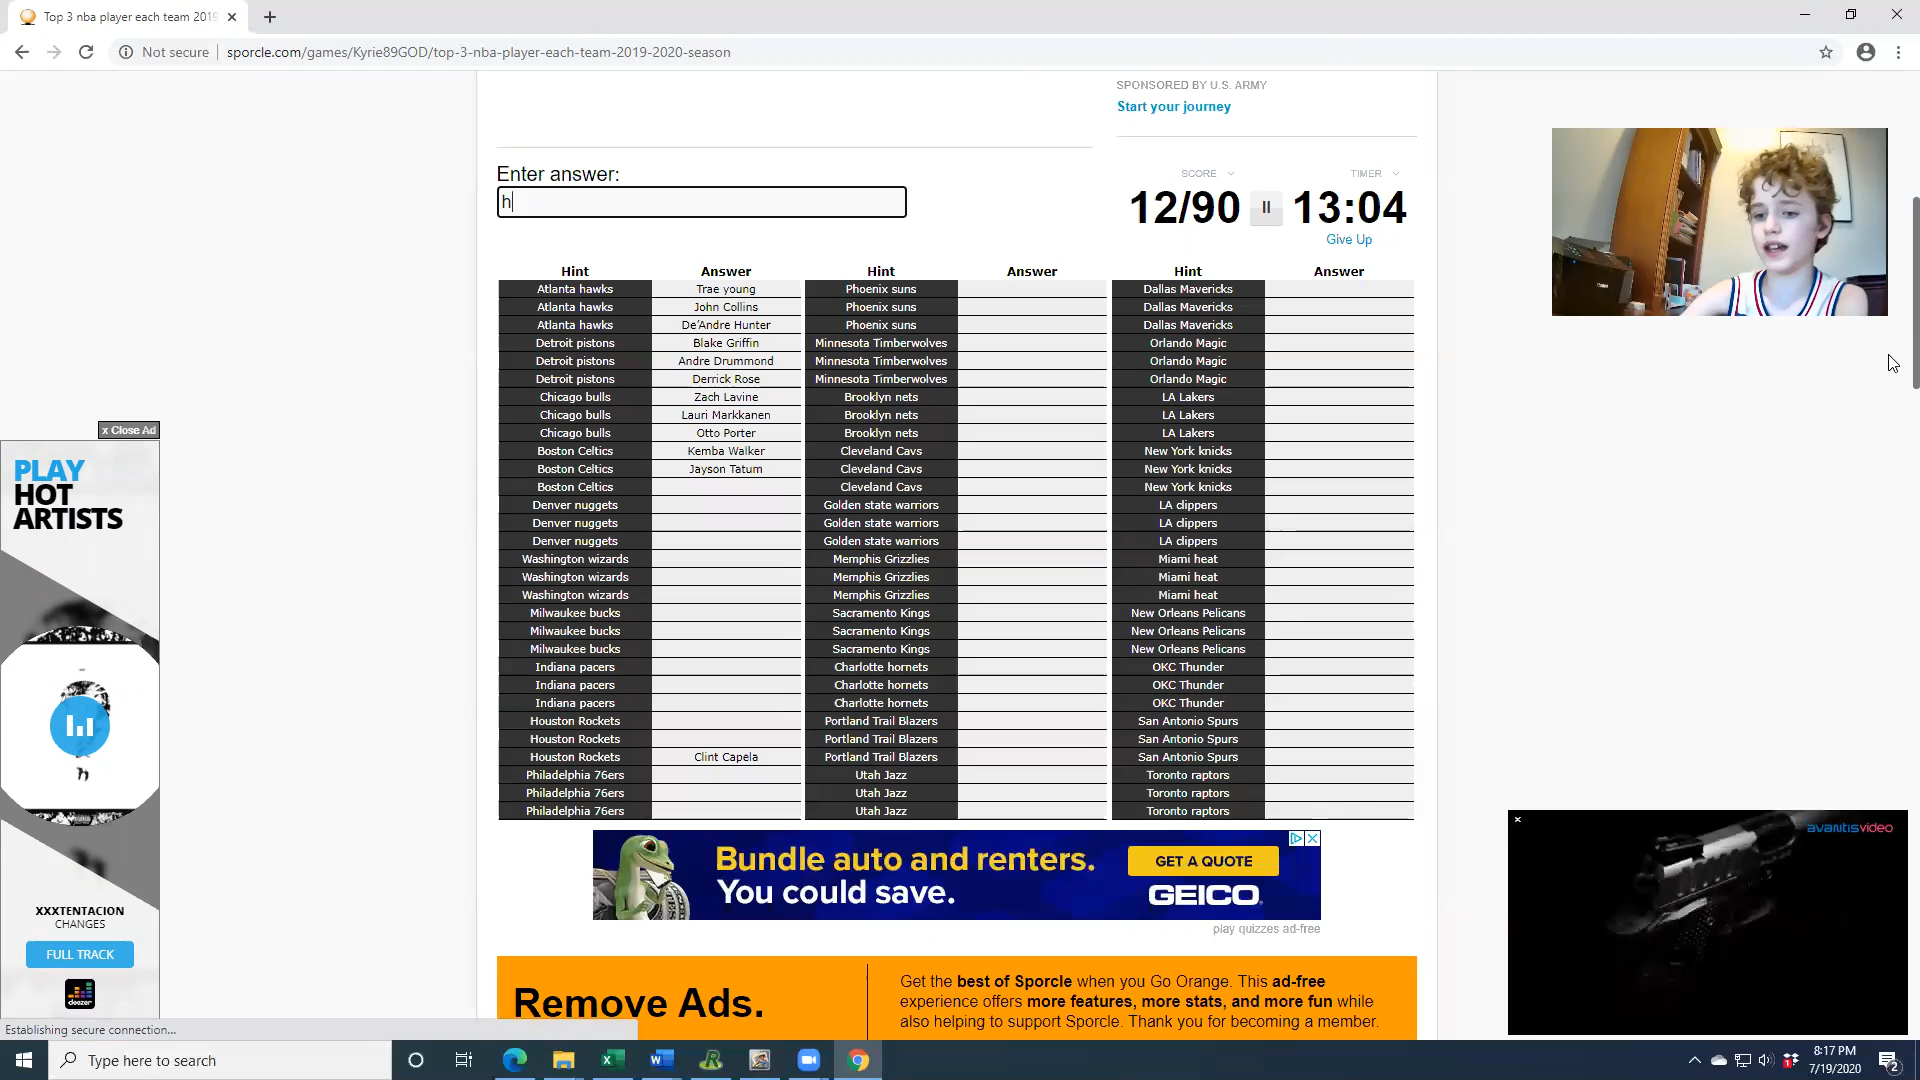 Top 3 nba player each team 2019
Not secure
sporcle.com/games/Kyrie89GOD/top-3-nba-player-each-team-2019-2020-season
SPONSORED BY U.S. ARMY
Start your journey
Enter answer:
h
SCORE
TIMER
12/90
13:04
Give Up
Hint Answer Hint Answer Hint Answer
Atlanta hawks Trae young Phoenix suns Dallas Mavericks
Atlanta hawks John Collins Phoenix suns Dallas Mavericks
Atlanta hawks De'Andre Hunter Phoenix suns Dallas Mavericks
Detroit pistons Blake Griffin Minnesota Timberwolves Orlando Magic
Detroit pistons Andre Drummond Minnesota Timberwolves Orlando Magic
Detroit pistons Derrick Rose Minnesota Timberwolves Orlando Magic
Chicago bulls Zach Lavine Brooklyn nets LA Lakers
Chicago bulls Lauri Markkanen Brooklyn nets LA Lakers
Chicago bulls Otto Porter Brooklyn nets LA Lakers
Boston Celtics Kemba Walker Cleveland Cavs New York knicks
Boston Celtics Jayson Tatum Cleveland Cavs New York knicks
Boston Celtics Cleveland Cavs New York knicks
Denver nuggets Golden state warriors LA clippers
Denver nuggets Golden state warriors LA clippers
Denver nuggets Golden state warriors LA clippers
Washington wizards Memphis Grizzlies Miami heat
Washington wizards Memphis Grizzlies Miami heat
Washington wizards Memphis Grizzlies Miami heat
Milwaukee bucks Sacramento Kings New Orleans Pelicans
Milwaukee bucks Sacramento Kings New Orleans Pelicans
Milwaukee bucks Sacramento Kings New Orleans Pelicans
Indiana pacers Charlotte hornets OKC Thunder
Indiana pacers Charlotte hornets OKC Thunder
Indiana pacers Charlotte hornets OKC Thunder
Houston Rockets Portland Trail Blazers San Antonio Spurs
Houston Rockets Portland Trail Blazers San Antonio Spurs
Houston Rockets Clint Capela Portland Trail Blazers San Antonio Spurs
Philadelphia 76ers Utah Jazz Toronto raptors
Philadelphia 76ers Utah Jazz Toronto raptors
Philadelphia 76ers Utah Jazz Toronto raptors
x Close Ad
PLAY
HOT
ARTISTS
XXXTENTACION
CHANGES
FULL TRACK
deezer
Bundle auto and renters.
You could save.
GET A QUOTE
GEICO
play quizzes ad-free
avantisvideo
Remove Ads.
Get the best of Sporcle when you Go Orange. This ad-free
experience offers more features, more stats, and more fun while
also helping to support Sporcle. Thank you for becoming a member.
Establishing secure connection...
Type here to search
8:17 PM
7/19/2020
2